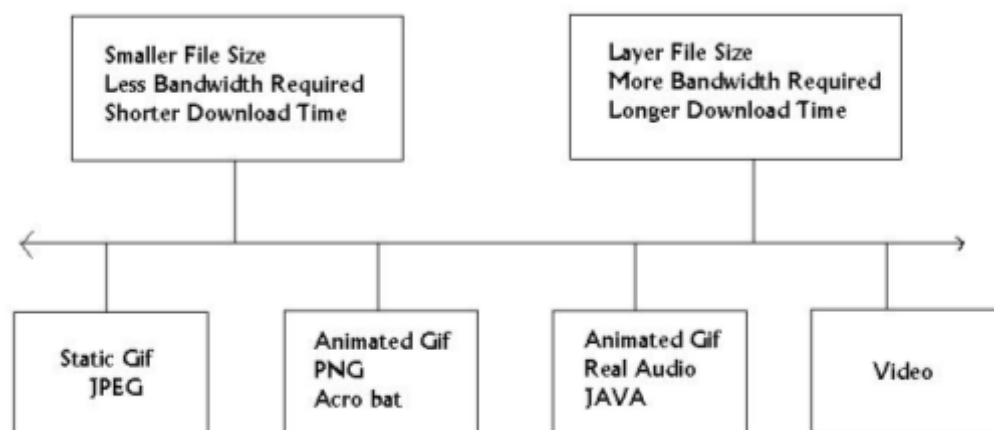 Smaller File Size
Less Bandwidth Required
Shorter Download Time
Layer File Size
More Bandwidth Required
Longer Download Time
Static Gif
JPEG
Animated Gif
PNG
Acro bat
Animated Gif
Real Audio
JAVA
Video